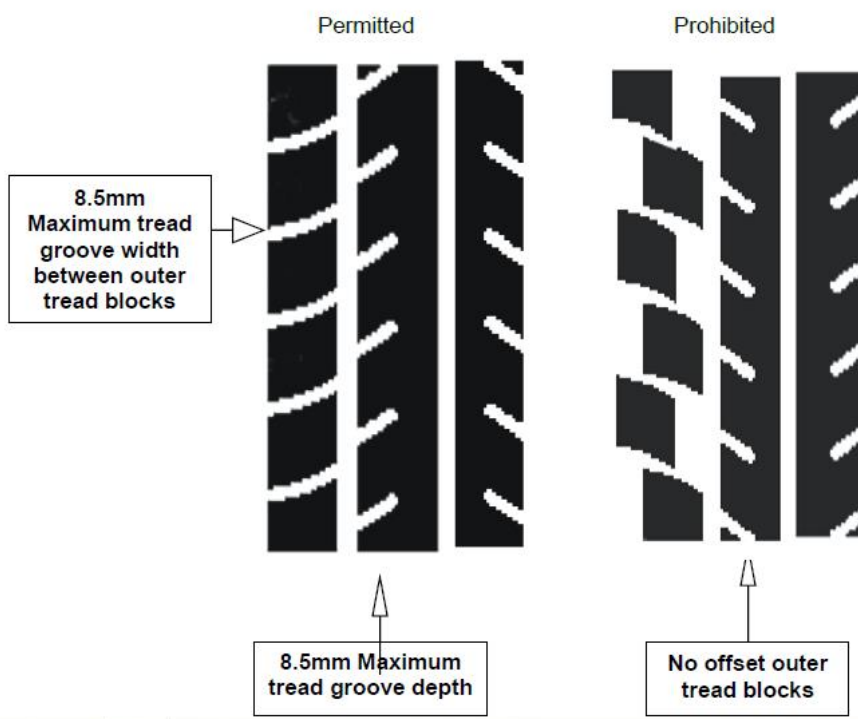 Permitted
Prohibited
8.5mm
Maximum tread
groove width
between outer
tread blocks
8.5mm Maximum
tread groove depth
No offset outer
tread blocks